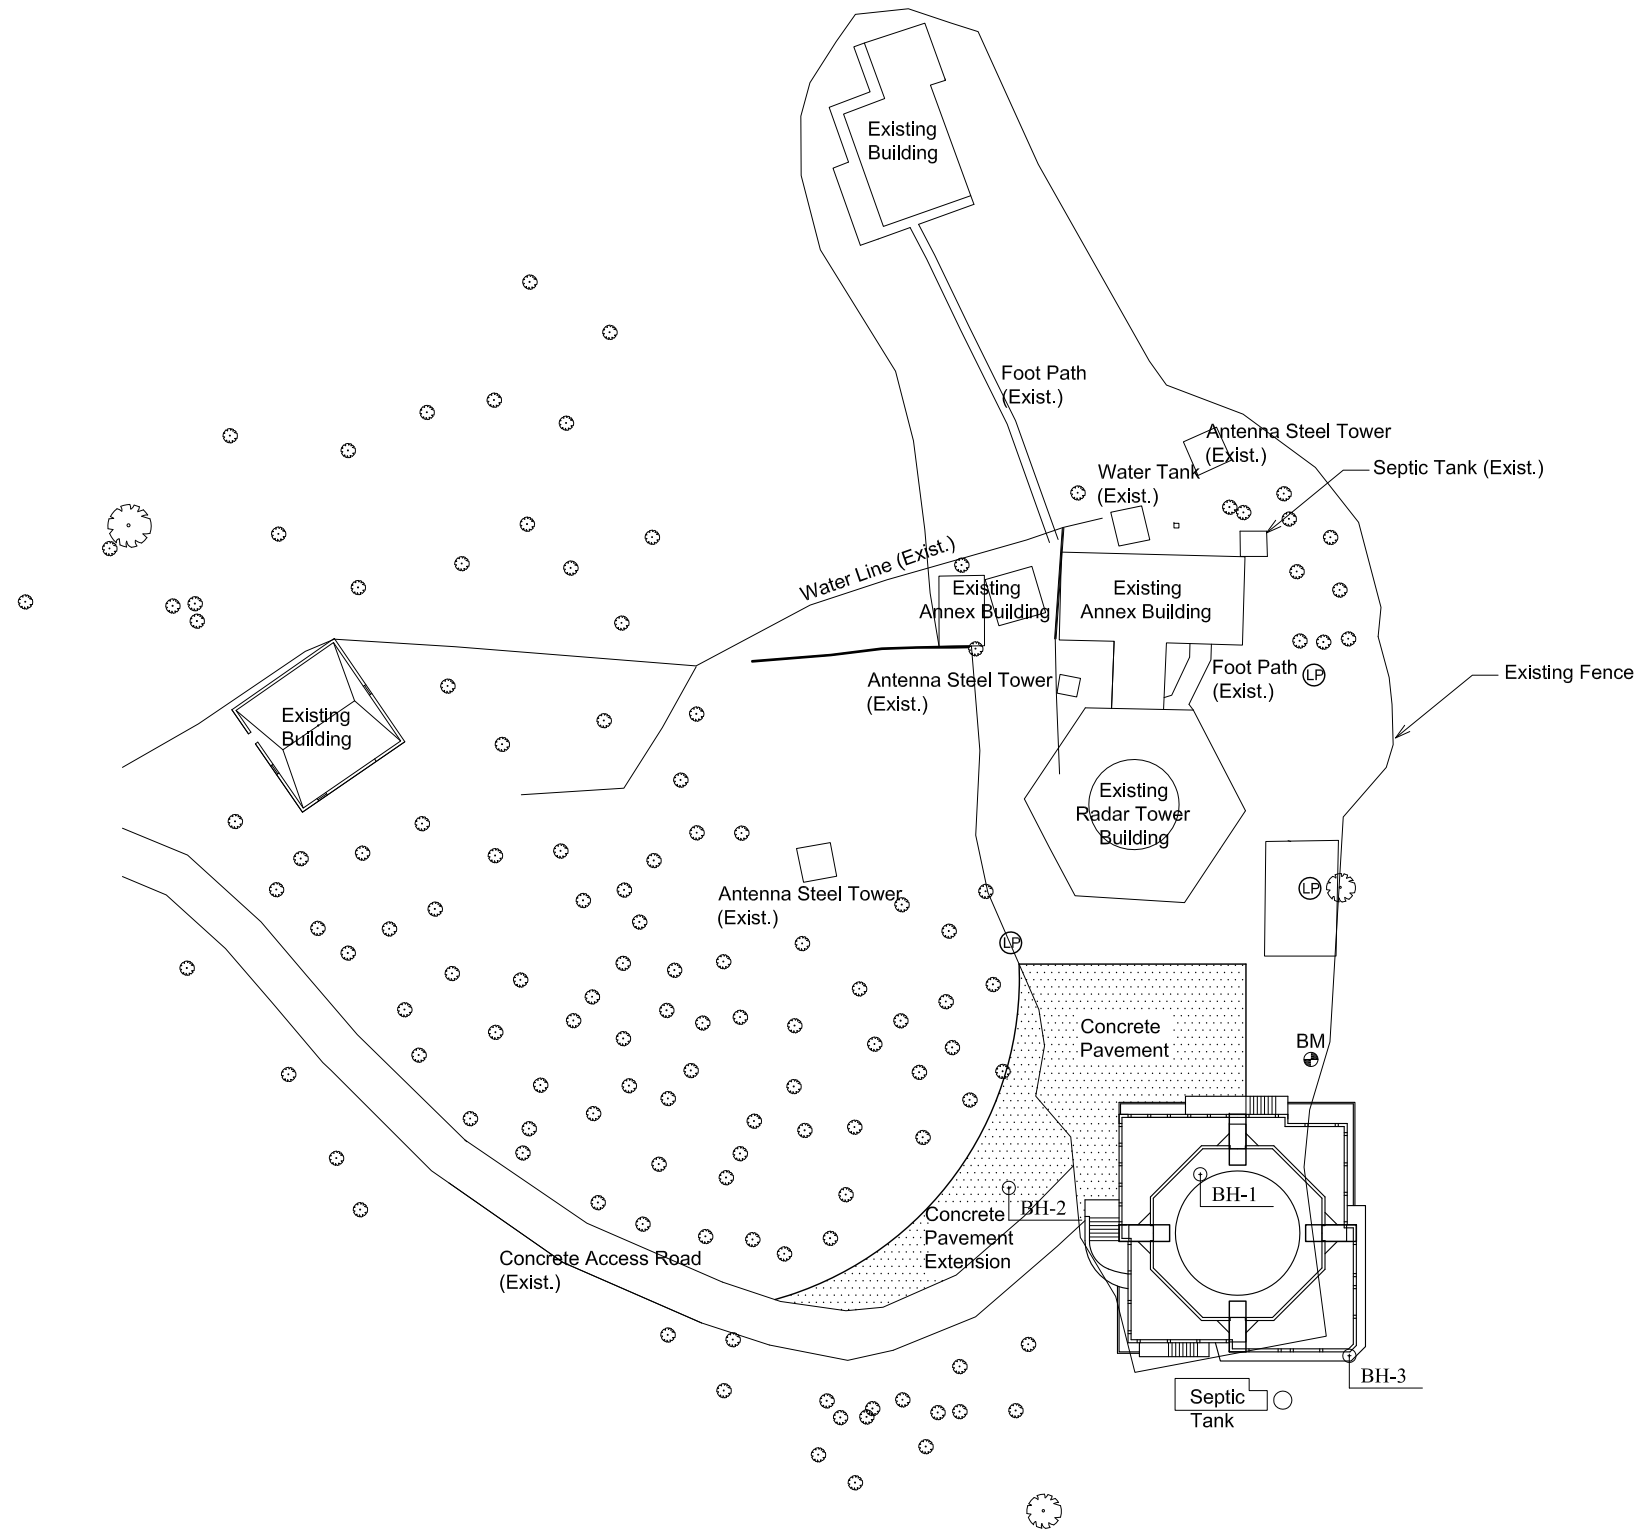 Existing
Building
Foot Path
(Exist.)
Antenna Steel Tower
(Exist.)
Septic Tank (Exist.)
Water Tank
(Exist.)
Water Line (Exist.)
Existing
Annex Building
Existing
Annex Building
Foot Path
(Exist.)
LP
Existing Fence
Antenna Steel Tower
(Exist.)
Existing
Building
Existing
Radar Tower
Building
Antenna Steel Tower
(Exist.)
LP
LP
Concrete
Pavement
BM
BH-1
BH-2
Concrete
Pavement
Extension
Concrete Access Road
(Exist.)
BH-3
Septic
Tank